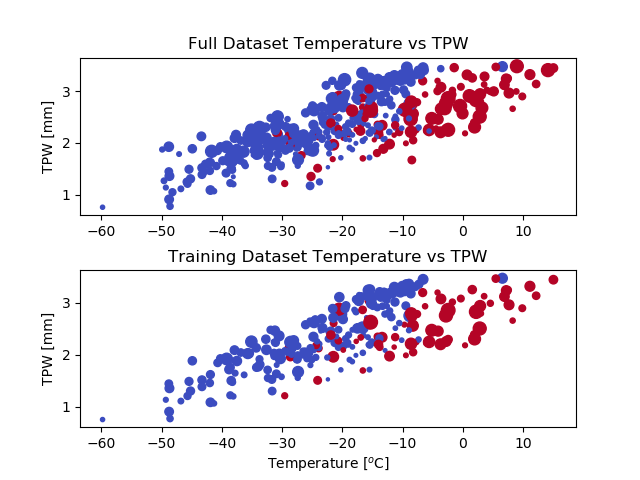 Full Dataset Temperature vs TPW
TPW [mm]
3
2
1
−60 −50 −40 −30 −20 −10 0 10
Training Dataset Temperature vs TPW
TPW [mm]
3
2
1
−60 −50 −40 −30 −20 −10 0 10
Temperature [°C]